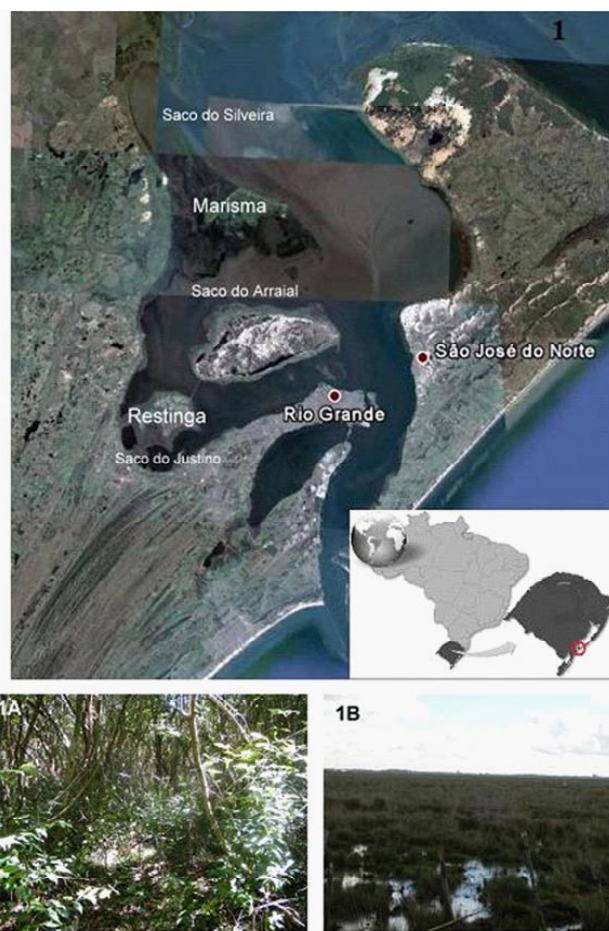 1
Saco do Silveira
Marisma
Saco do Arraial
São José do Norte
Rio Grande
Restinga
Saco do Justino
1A
1B